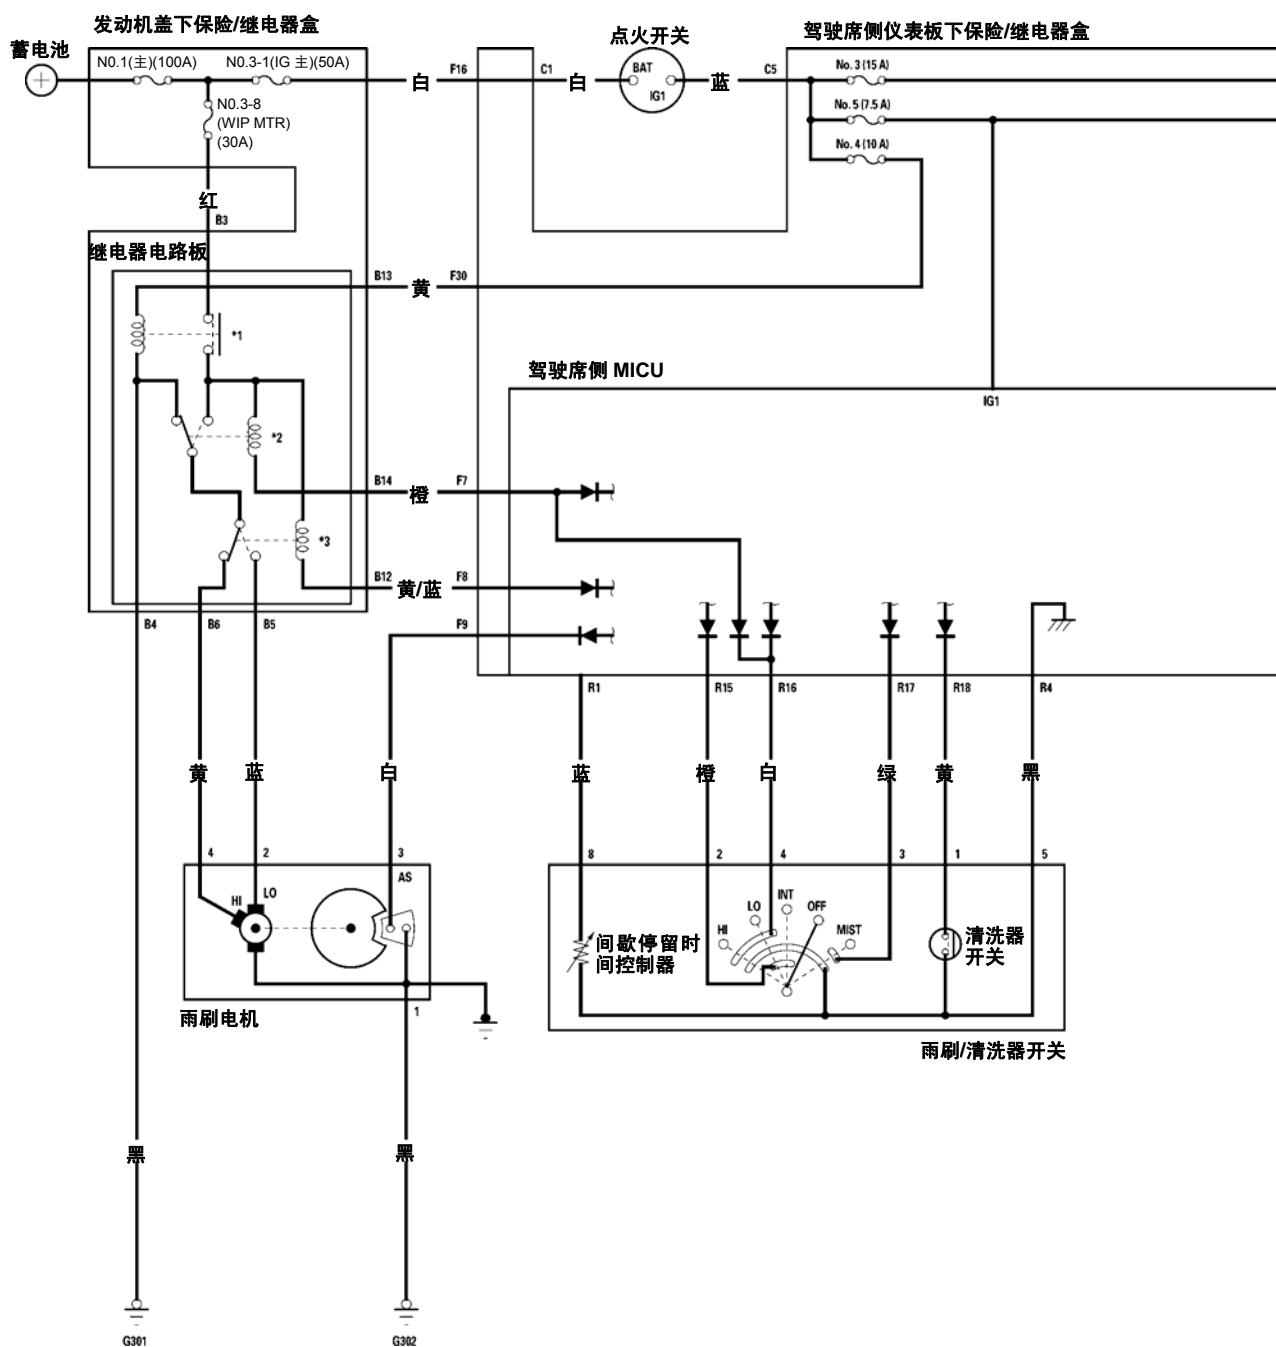 发动机盖下保险/继电器盒
驾驶席侧仪表板下保险/继电器盒
点火开关
蓄电池
N0.1(主)(100A)
N0.3-1(IG 主)(50A)
白
F16
C1
白
BAT
IG1
蓝
C5
No. 3 (15 A)
No. 5 (7.5 A)
No. 4 (10 A)
N0.3-8
(WIP MTR)
(30A)
红
B3
继电器电路板
B13
黄
F30
*1
驾驶席侧 MICU
IG1
*2
B14
橙
F7
*3
B12
黄/蓝
F8
B4
B6
B5
F9
R1
R15
R16
R17
R18
R4
黄
蓝
白
蓝
橙
白
绿
黄
黑
4
2
3
8
2
4
3
1
5
AS
HI
LO
HI
LO
INT
OFF
MIST
间歇停留时
间控制器
清洗器
开关
1
雨刷电机
雨刷/清洗器开关
黑
黑
G301
G302